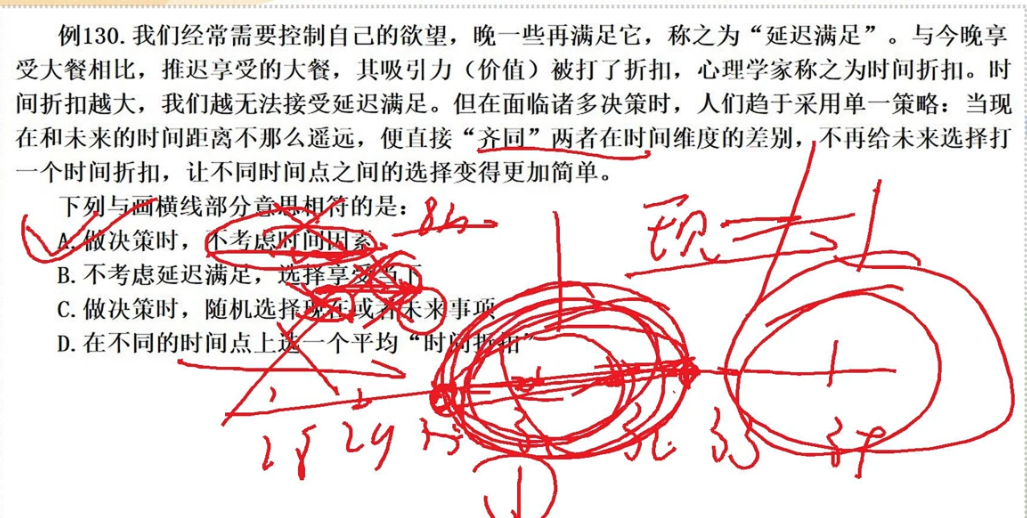 例130.我们经常需要控制自己的欲望，晚一些再满足它，称之为“延迟满足”。与今晚享
受大餐相比，推迟享受的大餐，其吸引力（价值）被打了折扣，心理学家称之为时间折扣。时
间折扣越大，我们越无法接受延迟满足。但在面临诸多决策时，人们趋于采用单一策略：当现
在和未来的时间距离不那么遥远，便直接“齐同”两者在时间维度的差别，不再给未来选择打
一个时间折扣，让不同时间点之间的选择变得更加简单。
下列与画横线部分意思相符的是：
A.做决策时，不考虑时间因素
B.不考虑延迟满足，选择享受当下
C.做决策时，随机选择现在或者未来事项
D.在不同的时间点上选一个平均“时间折扣”
现
28 29 32 33 34